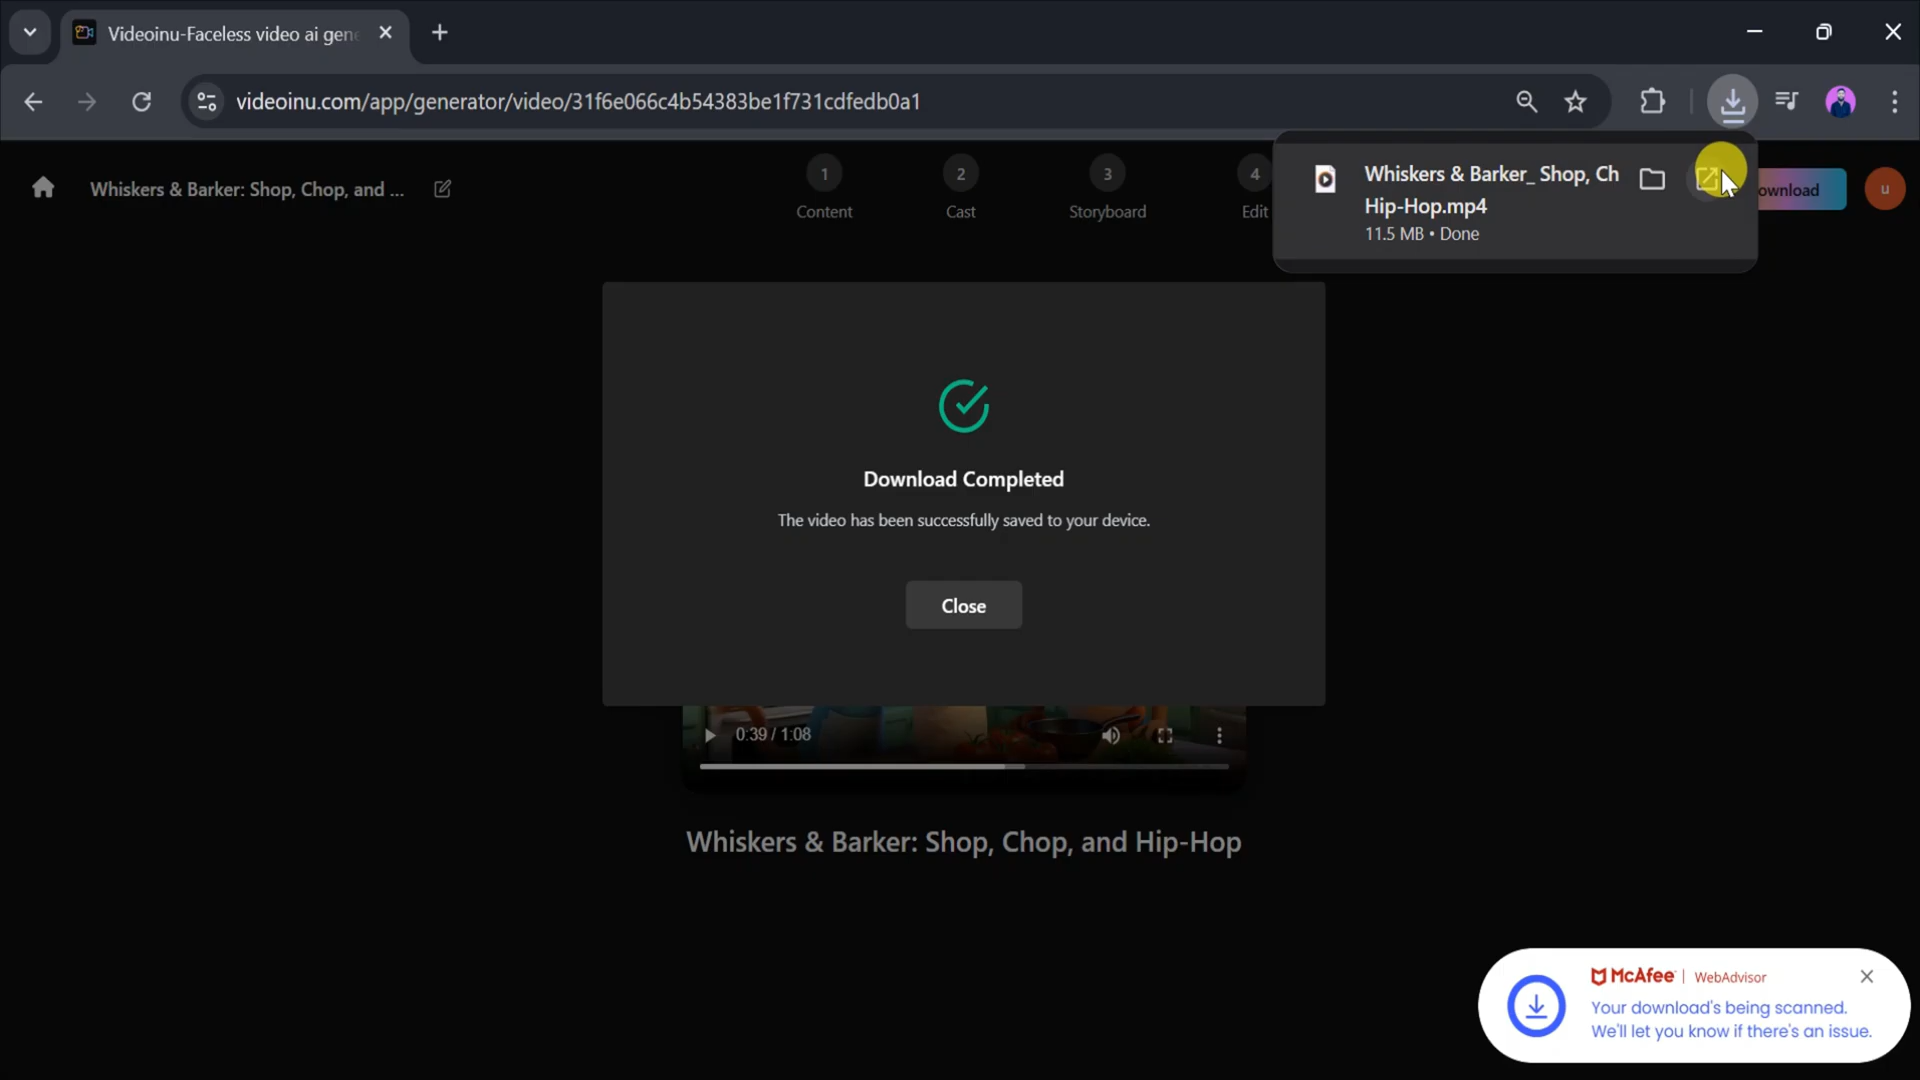 Videoinu-Faceless video ai gene
videoinu.com/app/generator/video/31f6e066c4b54383be1f731cdfedb0a1
Whiskers & Barker_ Shop, Ch
Hip-Hop.mp4
11.5 MB • Done
Whiskers & Barker: Shop, Chop, and ...
1
Content
2
Cast
3
Storyboard
4
Edit
ownload
u
Download Completed
The video has been successfully saved to your device.
Close
0:39 / 1:08
Whiskers & Barker: Shop, Chop, and Hip-Hop
McAfee | WebAdvisor
Your download's being scanned.
We'll let you know if there's an issue.